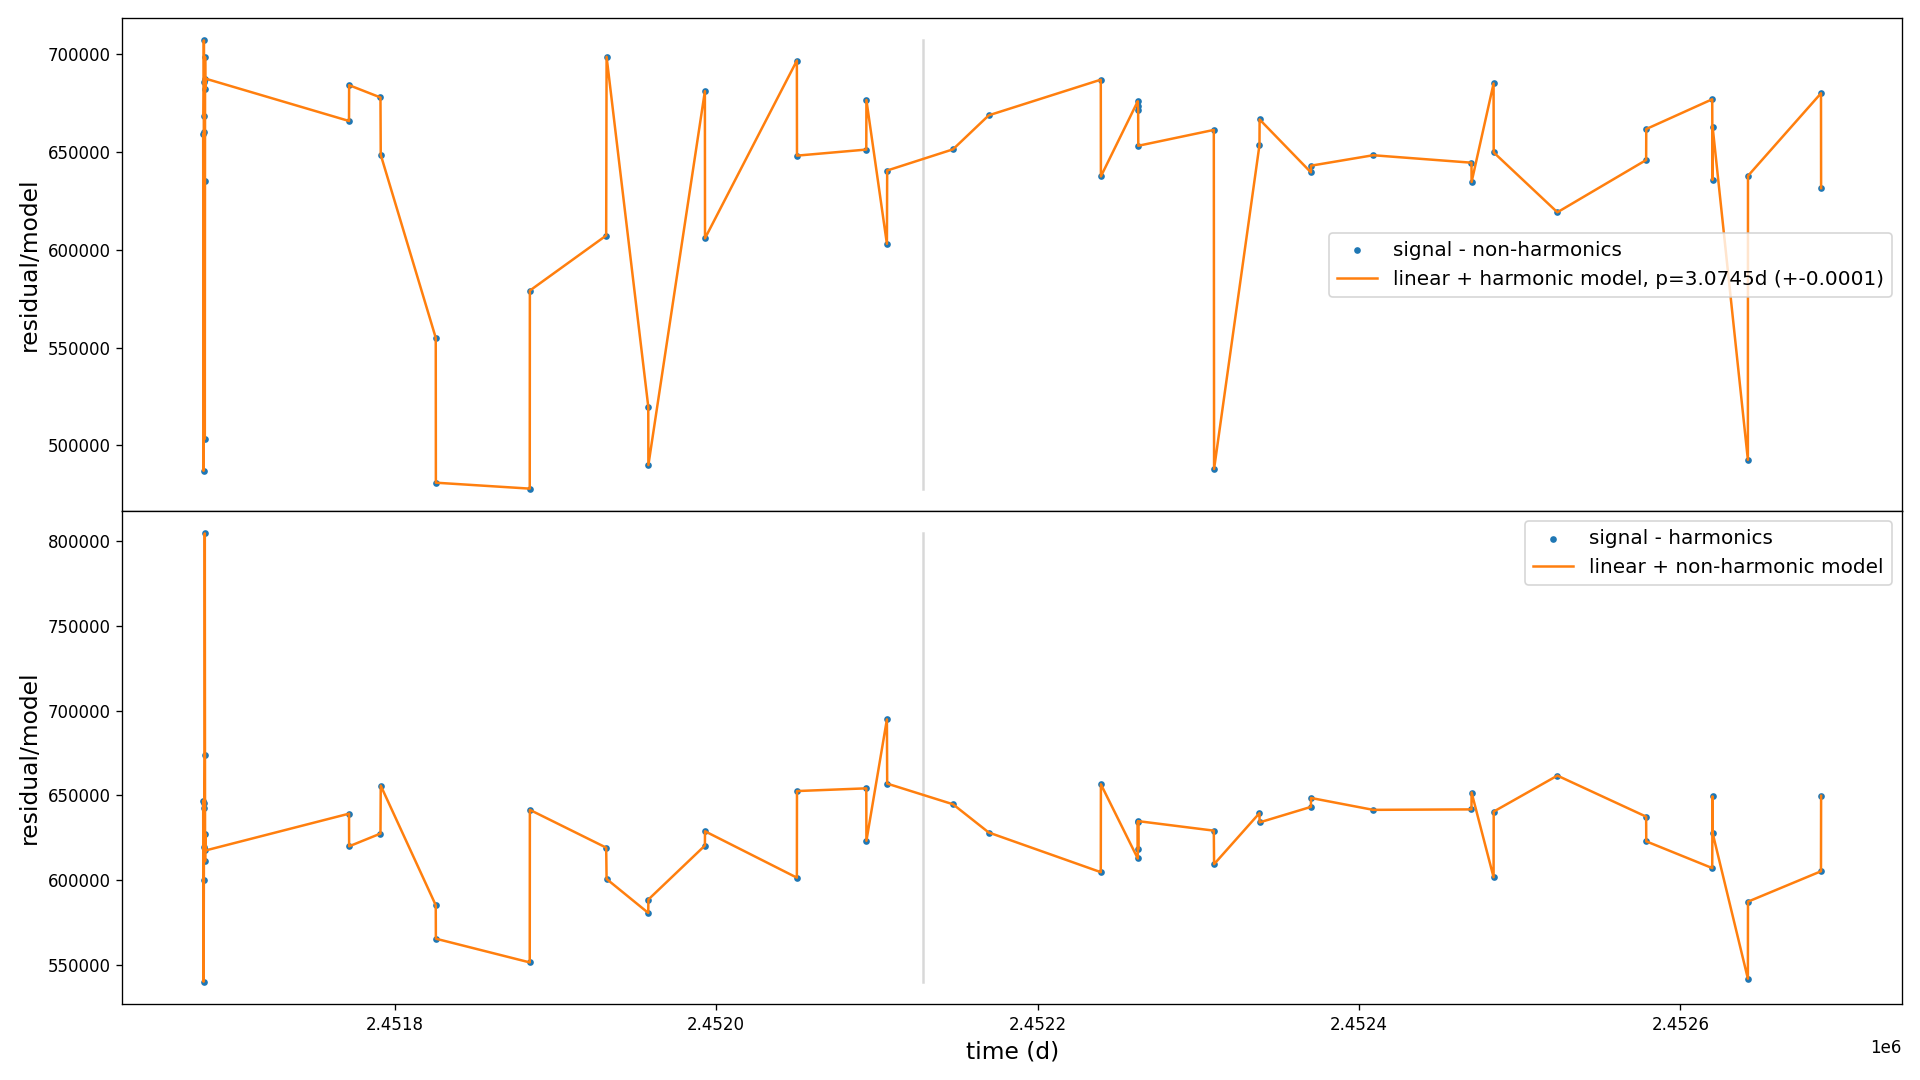 700000
650000
600000
550000
500000
residual/model
signal - non-harmonics
linear + harmonic model, p=3.0745d (+-0.0001)
800000
750000
700000
650000
600000
550000
residual/model
signal - harmonics
linear + non-harmonic model
2.4518
2.4520
2.4522
2.4524
2.4526
1e6
time (d)